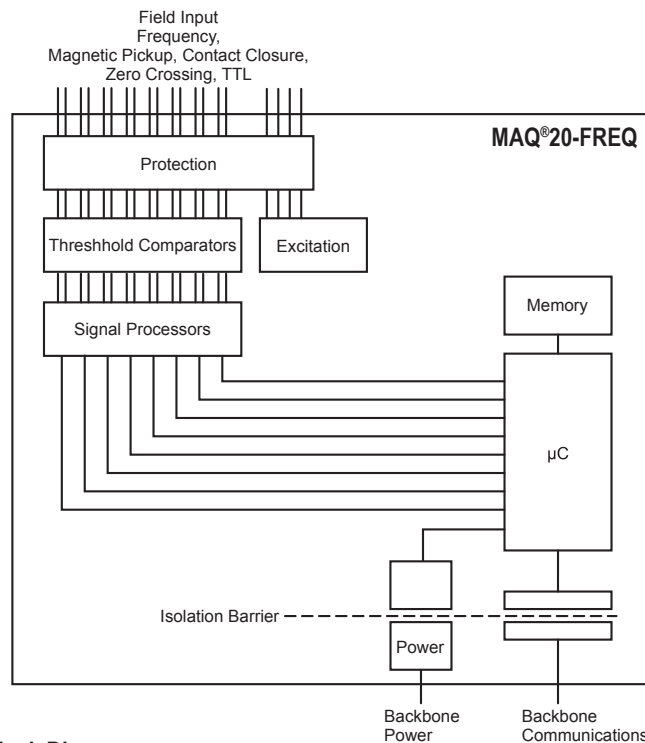 Field Input
Frequency,
Magnetic Pickup, Contact Closure,
Zero Crossing, TTL
MAQ®20-FREQ
Protection
Threshhold Comparators
Excitation
Memory
Signal Processors
µC
Isolation Barrier
Power
Backbone
Power
Backbone
Communications